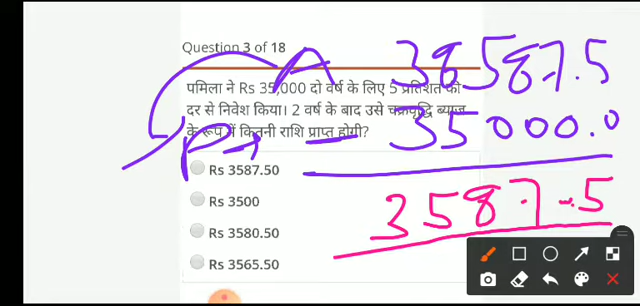 Question 3 of 18
A 38587.5
पमिला ने Rs 35,000 दो वर्ष के लिए 5 प्रतिशत की
दर से निवेश किया। 2 वर्ष के बाद उसे चक्रवृद्धि ब्याज
के रूप में कितनी राशि प्राप्त होगी?
P → - 35000.0
Rs 3587.50
Rs 3500
3587.5
Rs 3580.50
Rs 3565.50